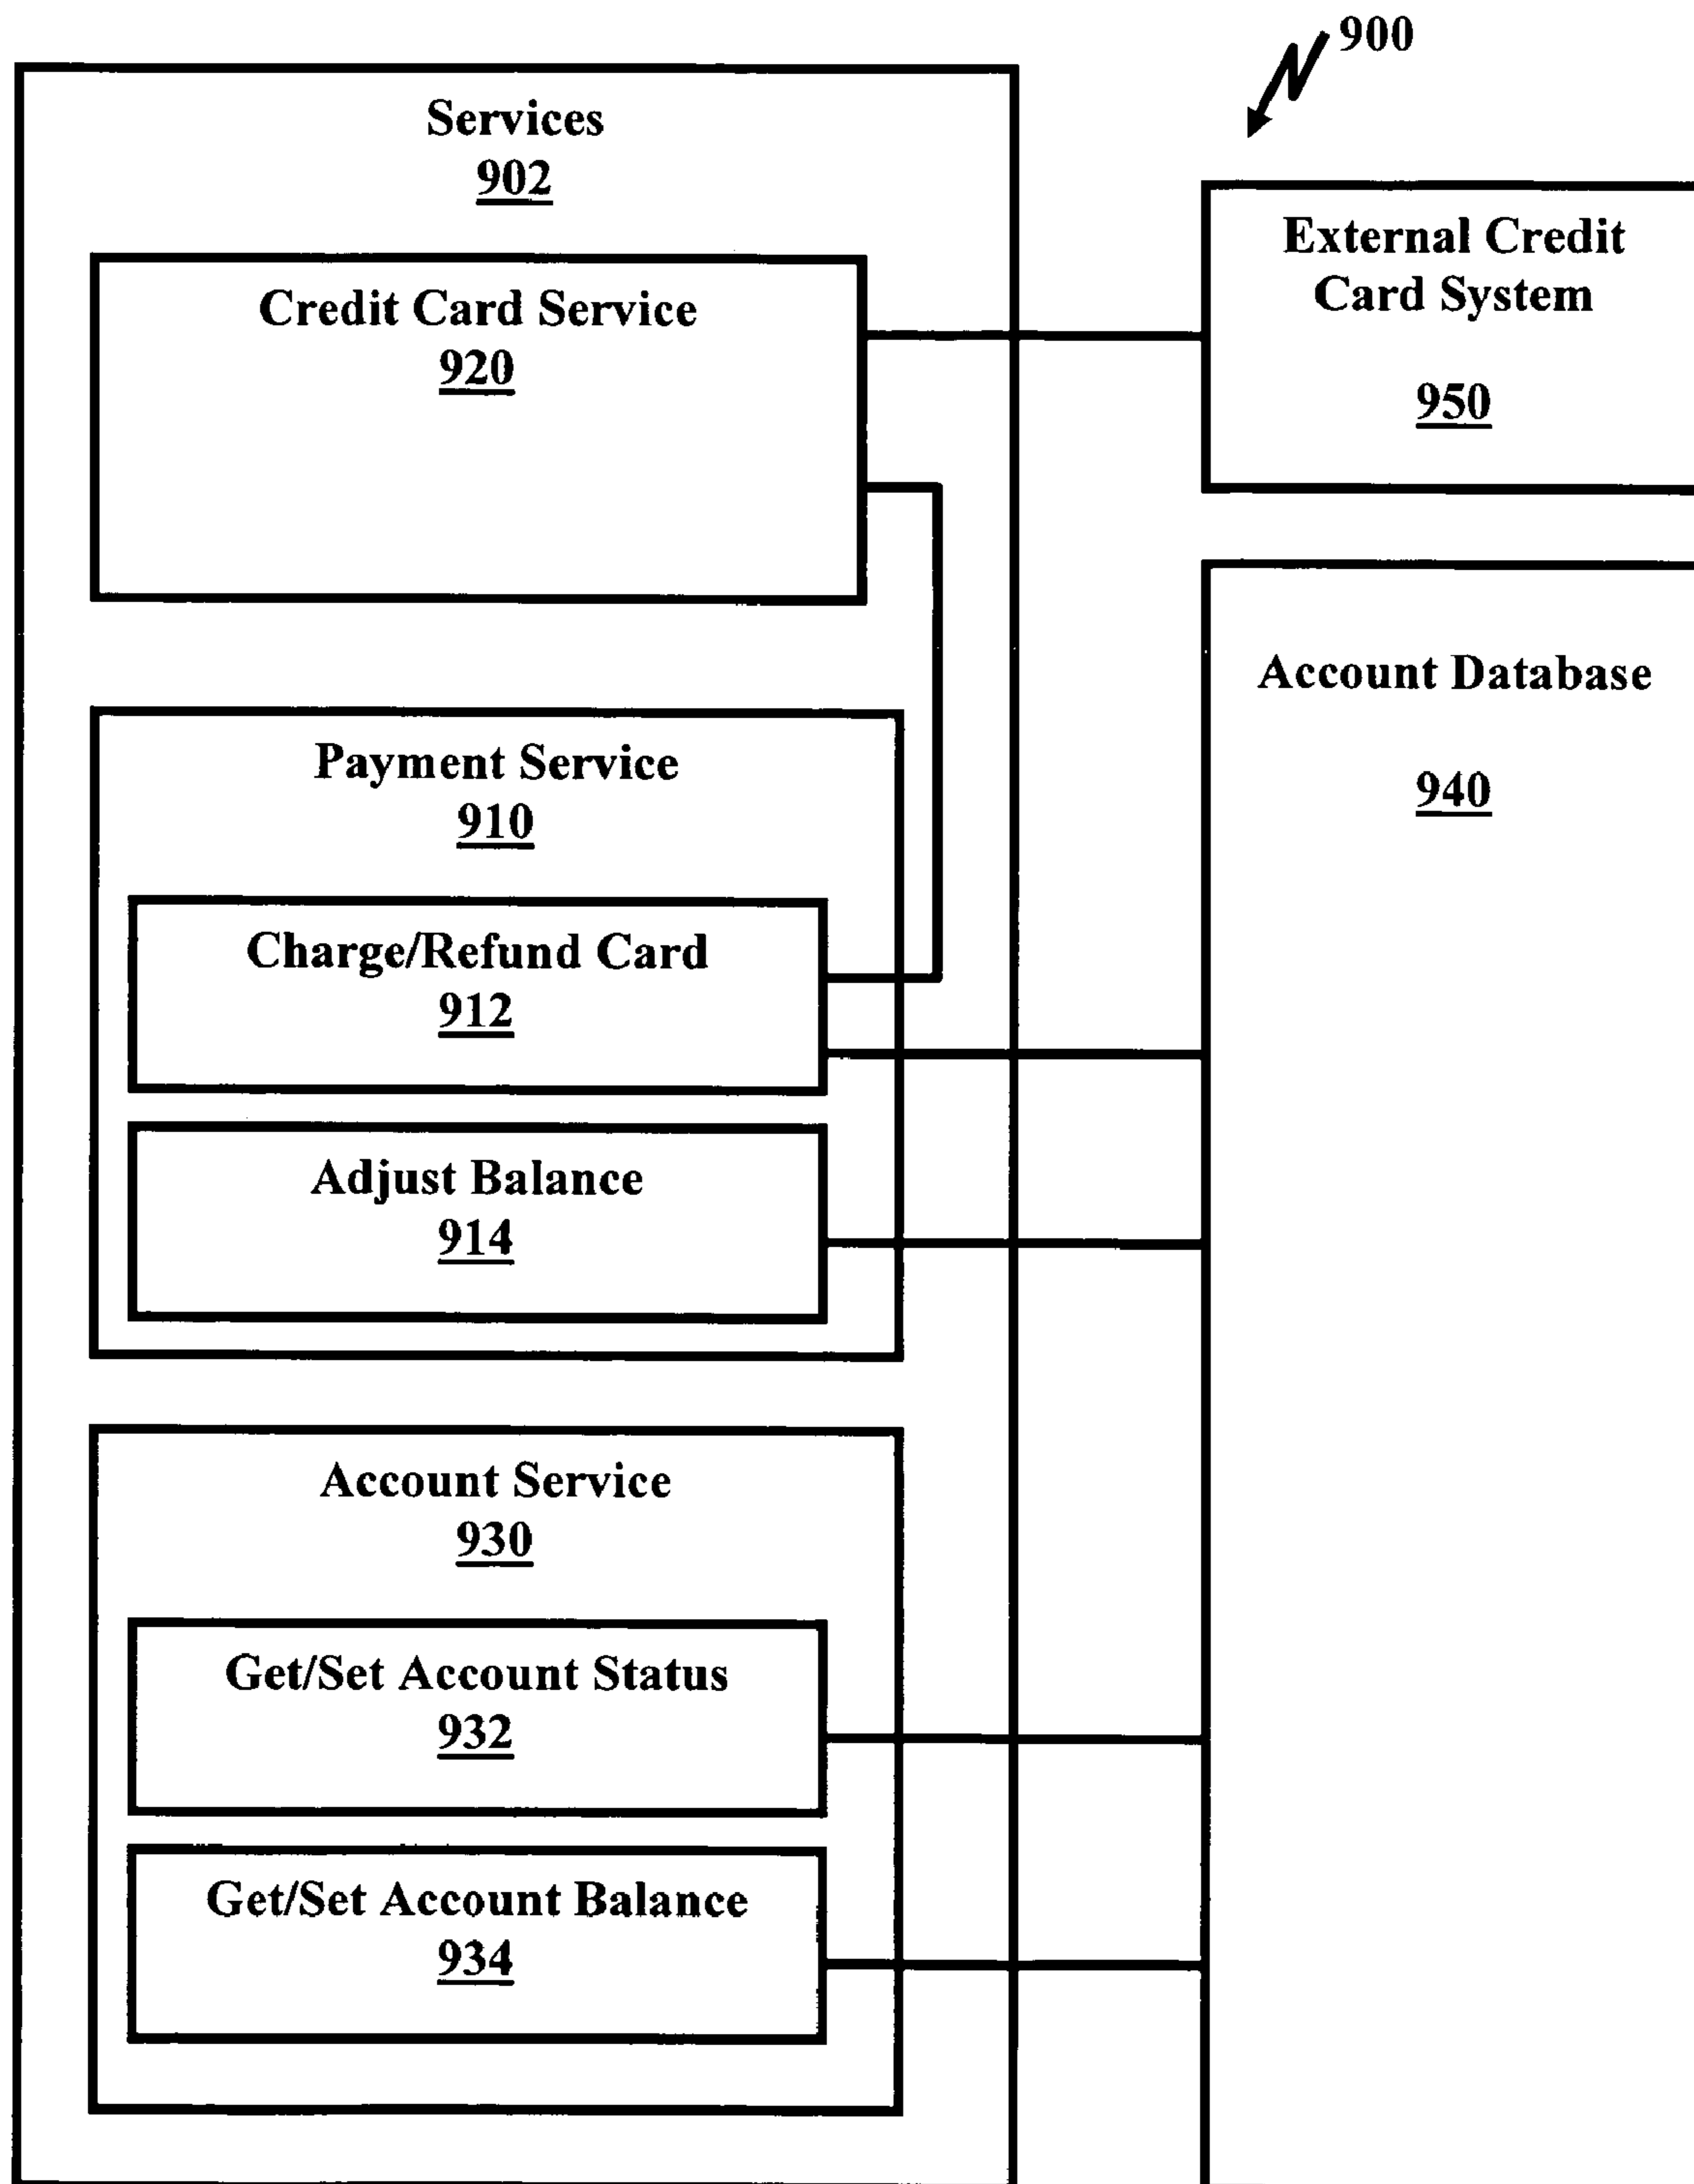 900
Services
902
Credit Card Service
920
External Credit
Card System
950
Account Database
940
Payment Service
910
Charge/Refund Card
912
Adjust Balance
914
Account Service
930
Get/Set Account Status
932
Get/Set Account Balance
934